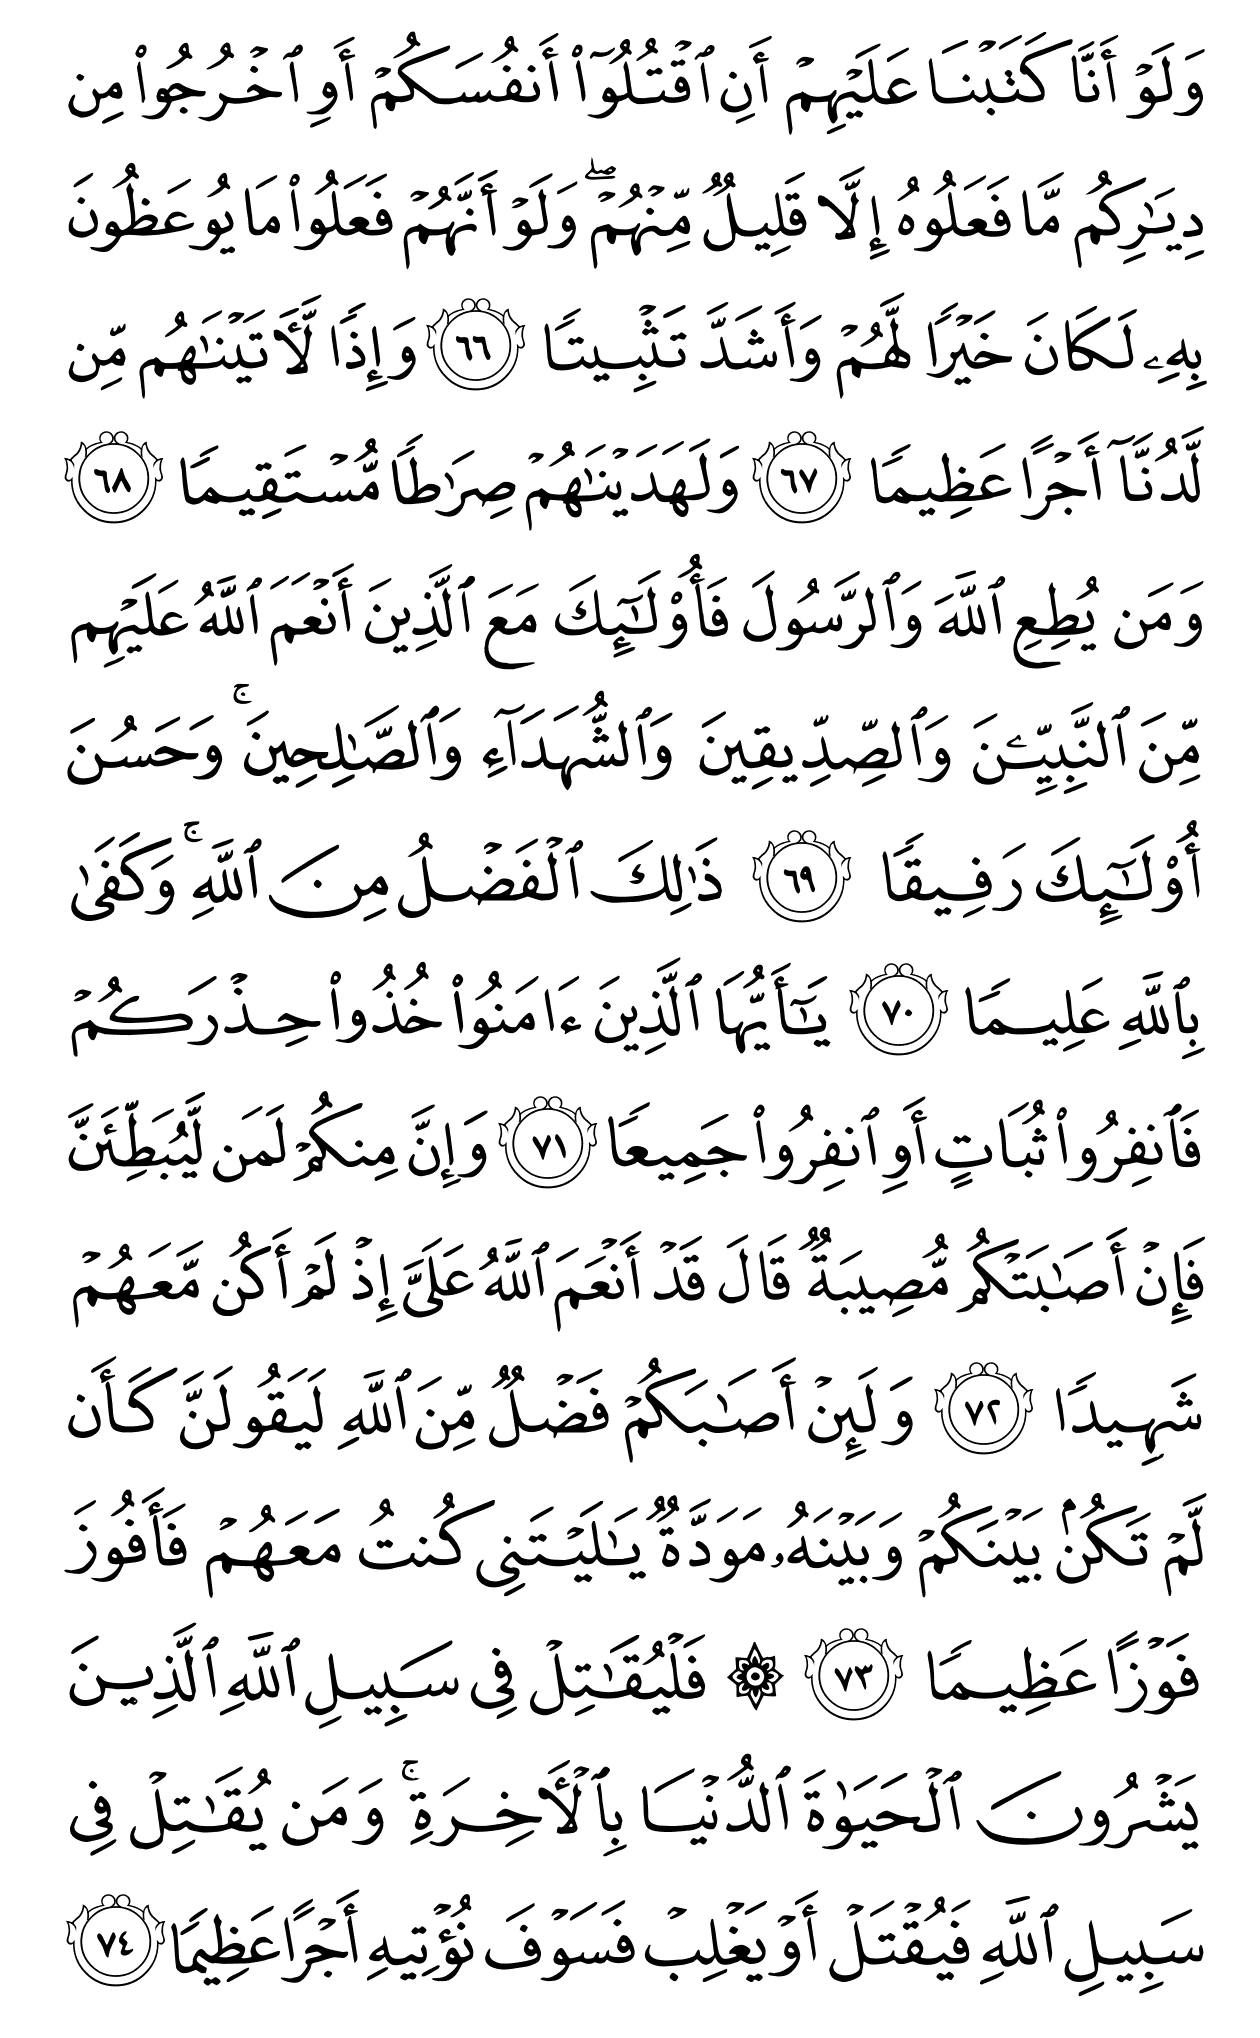 وَلَوۡ أَنَّا كَتَبۡنَا عَلَيۡهِمۡ أَنِ ٱقۡتُلُوٓاْ أَنفُسَكُمۡ أَوِ ٱخۡرُجُواْ مِن
دِيَٰرِكُم مَّا فَعَلُوهُ إِلَّا قَلِيلٞ مِّنۡهُمۡۖ وَلَوۡ أَنَّهُمۡ فَعَلُواْ مَا يُوعَظُونَ
بِهِۦ لَكَانَ خَيۡرٗا لَّهُمۡ وَأَشَدَّ تَثۡبِيتٗا ٦٦ وَإِذٗا لَّأٓتَيۡنَٰهُم مِّن
لَّدُنَّآ أَجۡرًا عَظِيمٗا ٦٧ وَلَهَدَيۡنَٰهُمۡ صِرَٰطٗا مُّسۡتَقِيمٗا ٦٨
وَمَن يُطِعِ ٱللَّهَ وَٱلرَّسُولَ فَأُوْلَٰٓئِكَ مَعَ ٱلَّذِينَ أَنۡعَمَ ٱللَّهُ عَلَيۡهِم
مِّنَ ٱلنَّبِيِّـۧنَ وَٱلصِّدِّيقِينَ وَٱلشُّهَدَآءِ وَٱلصَّٰلِحِينَۚ وَحَسُنَ
أُوْلَٰٓئِكَ رَفِيقٗا ٦٩ ذَٰلِكَ ٱلۡفَضۡلُ مِنَ ٱللَّهِۚ وَكَفَىٰ
بِٱللَّهِ عَلِيمٗا ٧٠ يَٰٓأَيُّهَا ٱلَّذِينَ ءَامَنُواْ خُذُواْ حِذۡرَكُمۡ
فَٱنفِرُواْ ثُبَاتٍ أَوِ ٱنفِرُواْ جَمِيعٗا ٧١ وَإِنَّ مِنكُمۡ لَمَن لَّيُبَطِّئَنَّ
فَإِنۡ أَصَٰبَتۡكُم مُّصِيبَةٞ قَالَ قَدۡ أَنۡعَمَ ٱللَّهُ عَلَيَّ إِذۡ لَمۡ أَكُن مَّعَهُمۡ
شَهِيدٗا ٧٢ وَلَئِنۡ أَصَٰبَكُمۡ فَضۡلٞ مِّنَ ٱللَّهِ لَيَقُولَنَّ كَأَن
لَّمۡ تَكُنۢ بَيۡنَكُمۡ وَبَيۡنَهُۥ مَوَدَّةٞ يَٰلَيۡتَنِي كُنتُ مَعَهُمۡ فَأَفُوزَ
فَوۡزًا عَظِيمٗا ٧٣ ۞ فَلۡيُقَٰتِلۡ فِي سَبِيلِ ٱللَّهِ ٱلَّذِينَ
يَشۡرُونَ ٱلۡحَيَوٰةَ ٱلدُّنۡيَا بِٱلۡأٓخِرَةِۚ وَمَن يُقَٰتِلۡ فِي
سَبِيلِ ٱللَّهِ فَيُقۡتَلۡ أَوۡ يَغۡلِبۡ فَسَوۡفَ نُؤۡتِيهِ أَجۡرًا عَظِيمٗا ٧٤